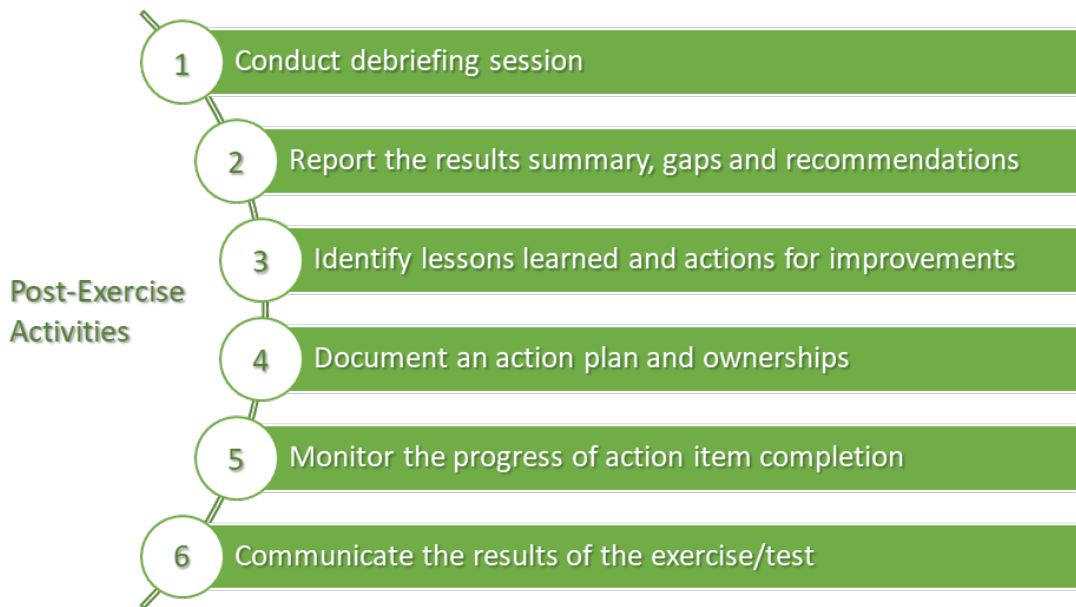 1 Conduct debriefing session
2 Report the results summary, gaps and recommendations
3 Identify lessons learned and actions for improvements
Post-Exercise
Activities
4 Document an action plan and ownerships
5 Monitor the progress of action item completion
6 Communicate the results of the exercise/test